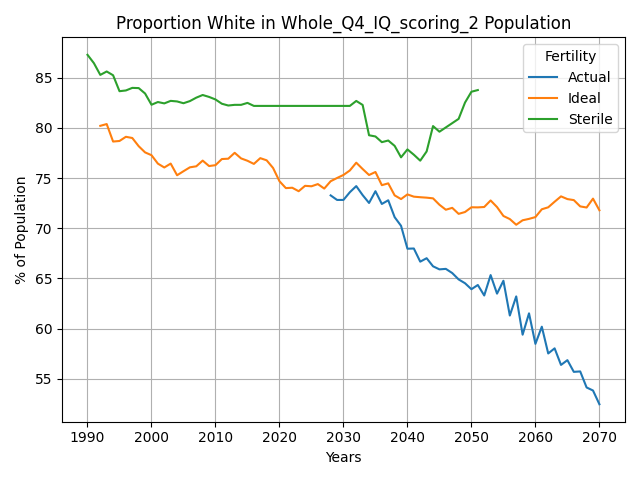 Proportion White in Whole_Q4_IQ_scoring_2 Population
Fertility
Actual
Ideal
Sterile
% of Population
85
80
75
70
65
60
55
1990 2000 2010 2020 2030 2040 2050 2060 2070
Years